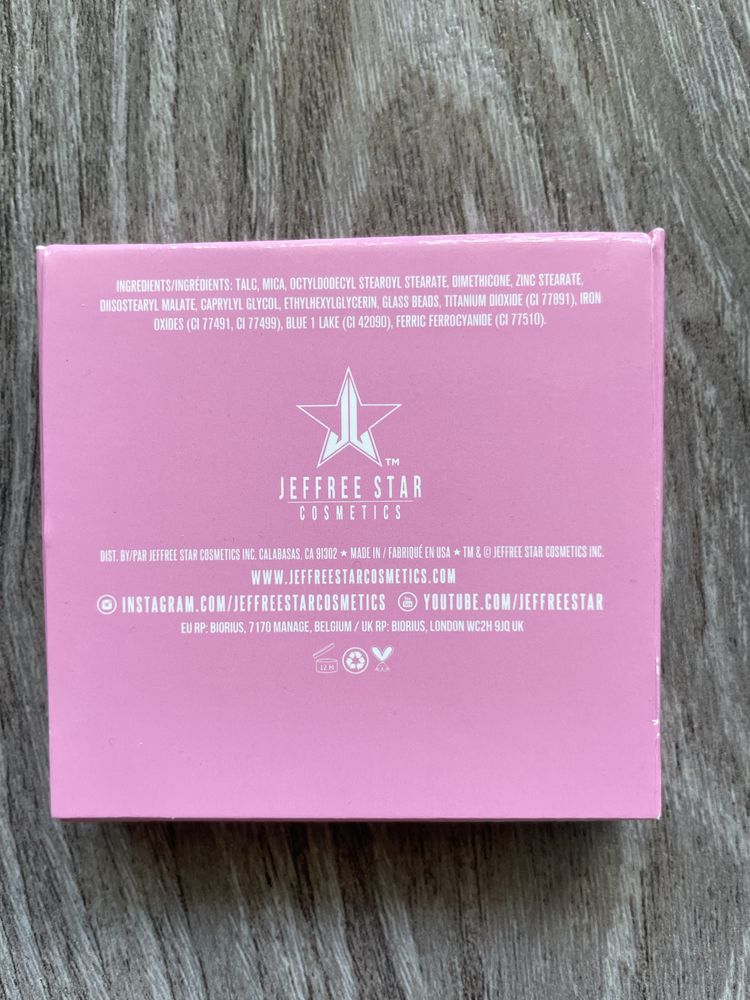 INGREDIENTS/INGRÉDIENTS: TALC, MICA, OCTYLDODECYL STEAROYL STEARATE, DIMETHICONE, ZINC STEARATE,
DIISOSTEARYL MALATE, CAPRYLYL GLYCOL, ETHYLHEXYLGLYCERIN, GLASS BEADS, TITANIUM DIOXIDE (CI 77891), IRON
OXIDES (CI 77491, CI 77499), BLUE 1 LAKE (CI 42090), FERRIC FERROCYANIDE (CI 77510).
TM
JEFFREE STAR
COSMETICS
DIST. BY/PAR JEFFREE STAR COSMETICS INC. CALABASAS, CA 91302 ★ MADE IN / FABRIQUÉ EN USA ★ TM & © JEFFREE STAR COSMETICS INC.
WWW.JEFFREESTARCOSMETICS.COM
INSTAGRAM.COM/JEFFREESTARCOSMETICS YOUTUBE.COM/JEFFREESTAR
EU RP: BIORIUS, 7170 MANAGE, BELGIUM / UK RP: BIORIUS, LONDON WC2H 9JQ UK
12 M